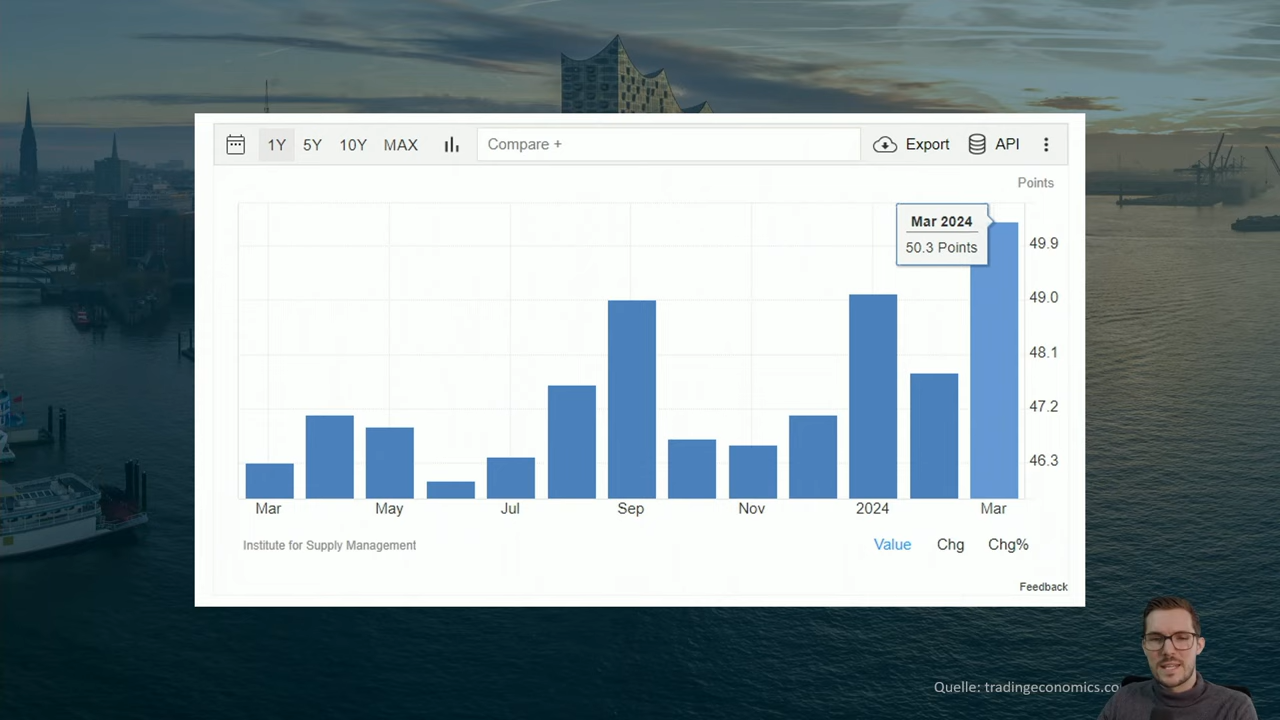 1Y 5Y 10Y MAX Compare + Export API
Points
Mar 2024
50.3 Points
49.9
49.0
48.1
47.2
46.3
Mar May Jul Sep Nov 2024 Mar
Institute for Supply Management
Value Chg Chg%
Feedback
Quelle: tradingeconomics.co